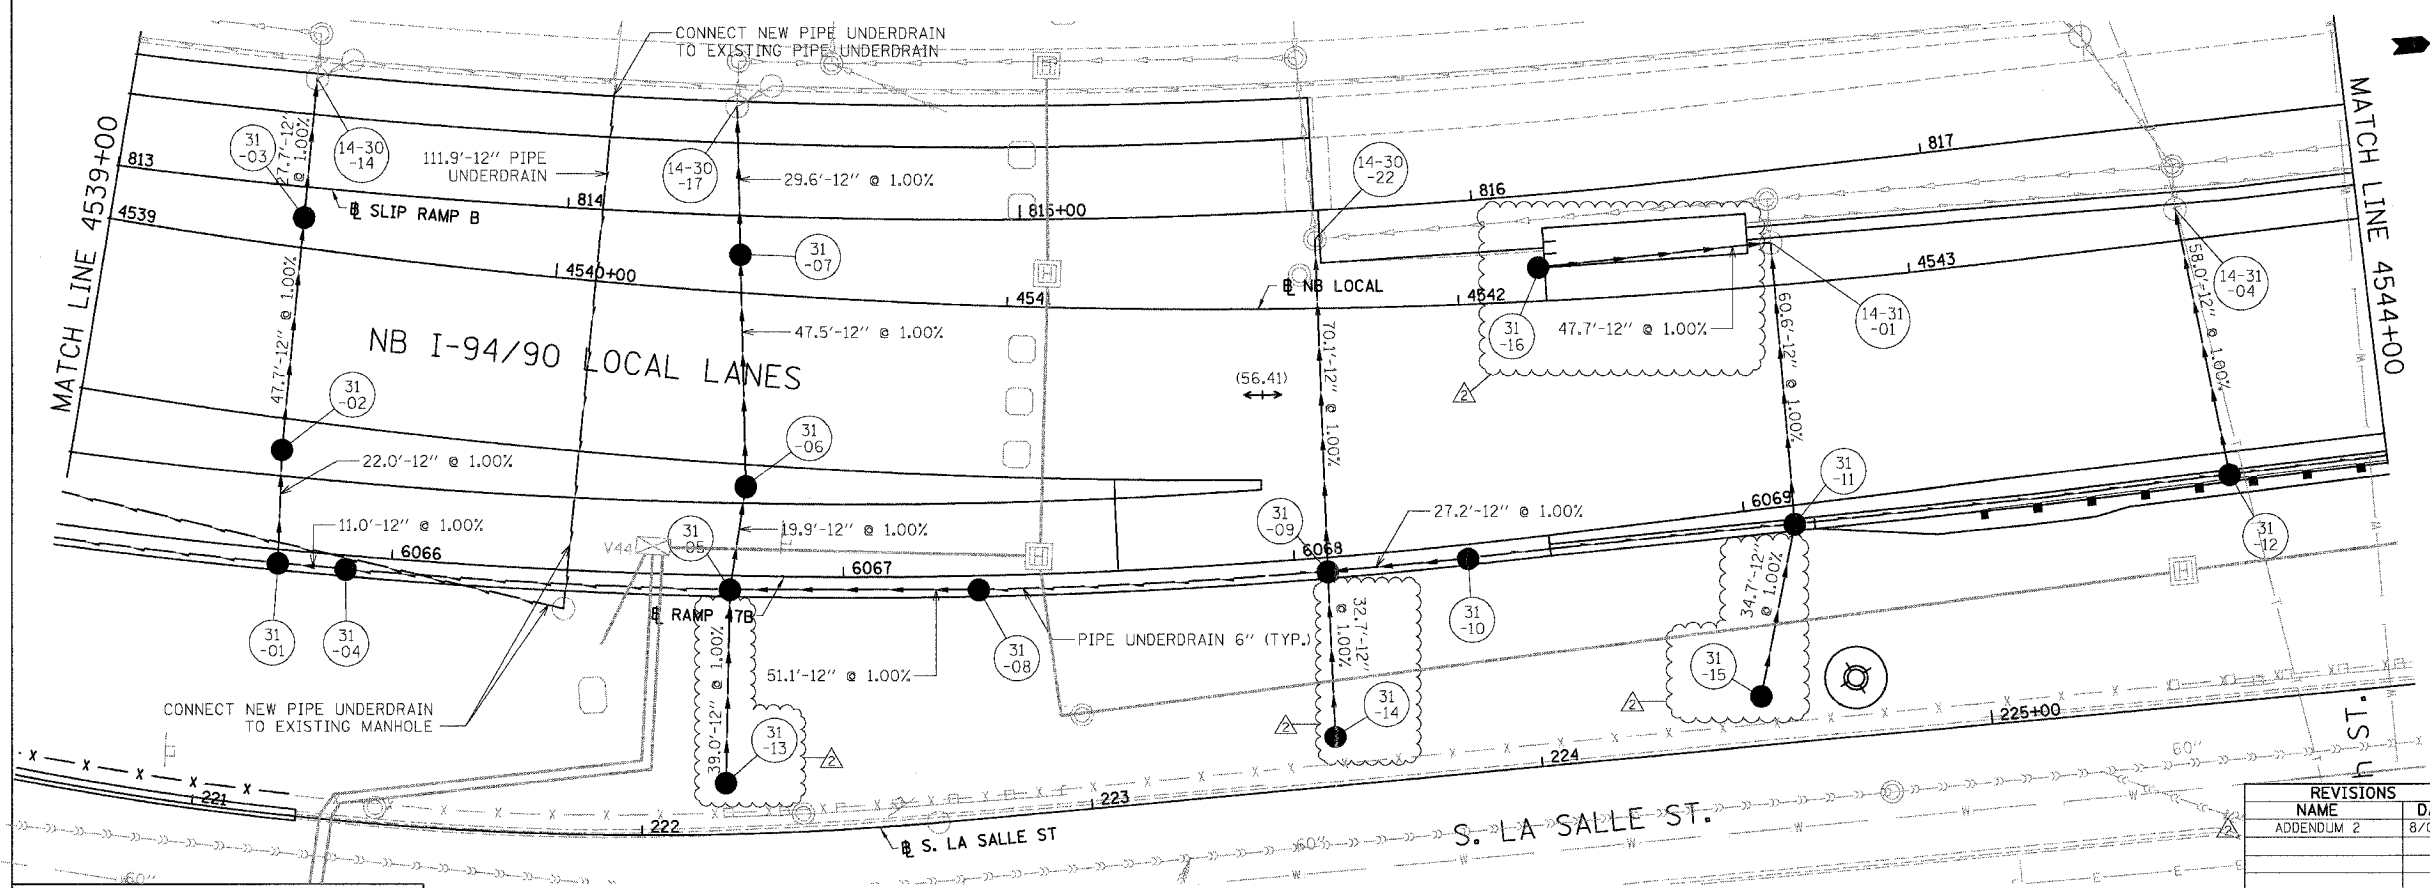 CONNECT NEW PIPE UNDERDRAIN
TO EXISTING PIPE UNDERDRAIN
MATCH LINE 4539+00
MATCH LINE 4544+00
31
-03
27.7'-12"
@ 1.00%
14-30
-14
111.9'-12" PIPE
UNDERDRAIN
14-30
-17
29.6'-12" @ 1.00%
14-30
-22
813
814
815+00
816
817
℄ SLIP RAMP B
4539
4540+00
4541
4542
4543
31
-07
℄ NB LOCAL
31
-16
47.7'-12" @ 1.00%
14-31
-01
14-31
-04
58.0'-12" @ 1.00%
60.6'-12" @ 1.00%
70.1'-12" @ 1.00%
47.7'-12" @ 1.00%
47.5'-12" @ 1.00%
NB I-94/90 LOCAL LANES
(56.41)
2
31
-02
22.0'-12" @ 1.00%
31
-06
11.0'-12" @ 1.00%
31
-05
19.9'-12" @ 1.00%
31
-09
27.2'-12" @ 1.00%
31
-11
31
-12
V44
6066
6067
6068
6069
℄ RAMP 47B
31
-01
31
-04
31
-08
31
-10
PIPE UNDERDRAIN 6" (TYP.)
32.7'-12"
@ 1.00%
34.7'-12"
@ 1.00%
31
-15
2
39.0'-12" @ 1.00%
51.1'-12" @ 1.00%
31
-14
2
31
-13
2
CONNECT NEW PIPE UNDERDRAIN
TO EXISTING MANHOLE
221
222
223
224
225+00
℄ S. LA SALLE ST
S. LA SALLE ST.
60"
60"
60"
h ST.
REVISIONS
NAME
ADDENDUM 2
2